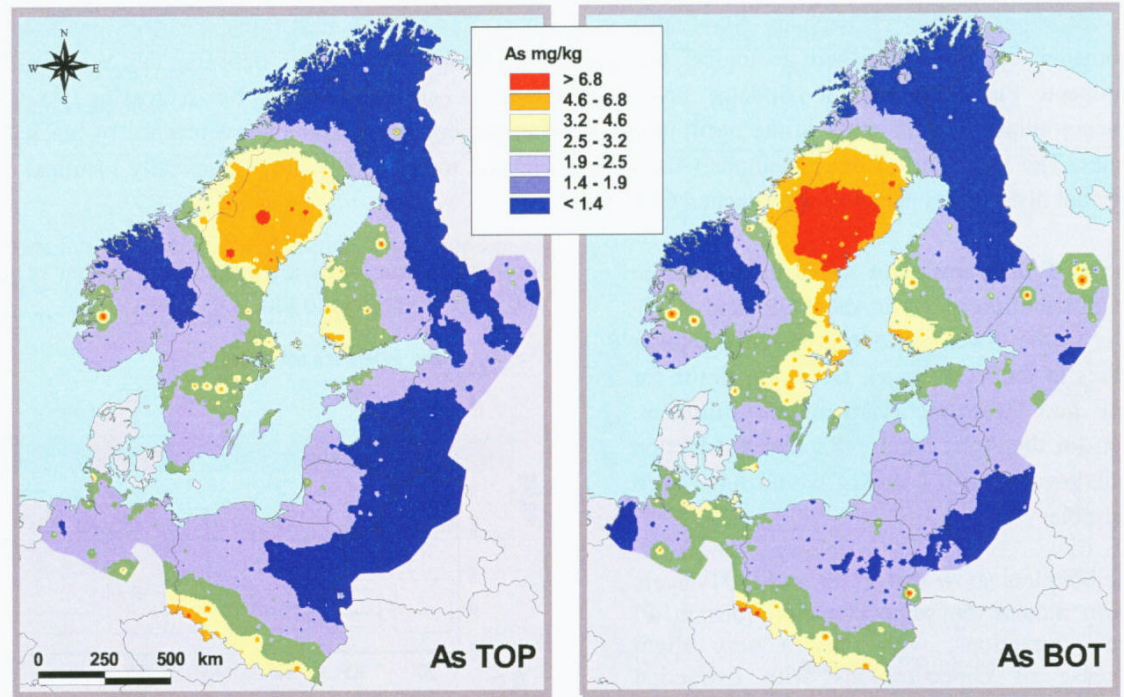 N
W E
S
As mg/kg
> 6.8
4.6 - 6.8
3.2 - 4.6
2.5 - 3.2
1.9 - 2.5
1.4 - 1.9
< 1.4
0 250 500 km
As TOP
As BOT